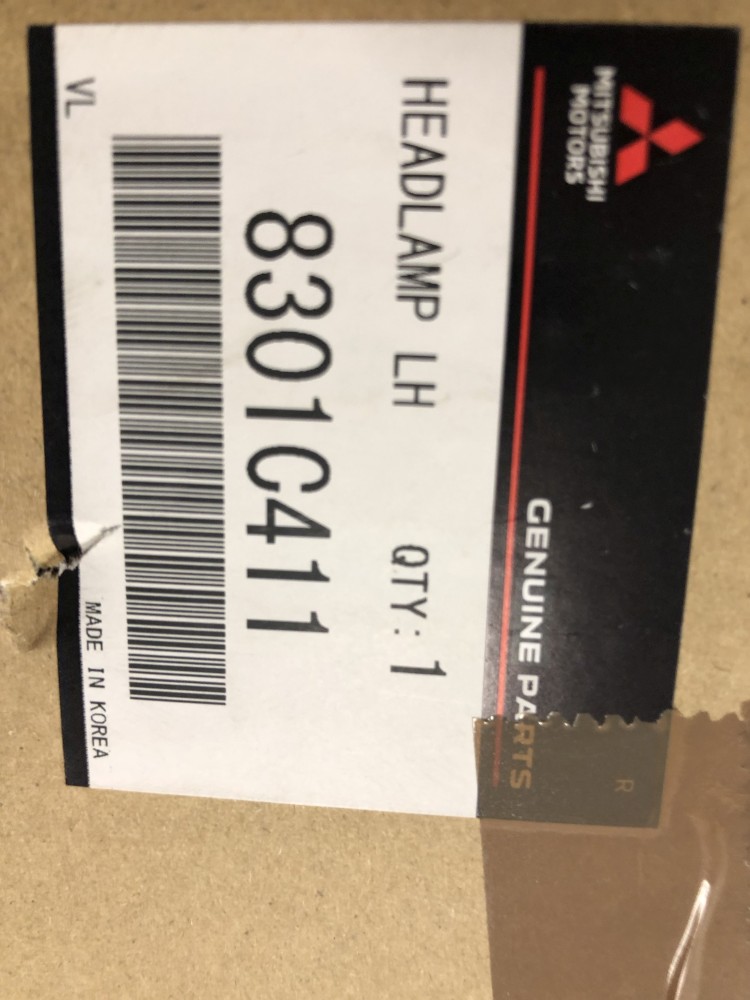 MITSUBISHI
MOTORS
GENUINE PARTS
R
HEADLAMP LH QTY: 1
8301C411
VL
MADE IN KOREA